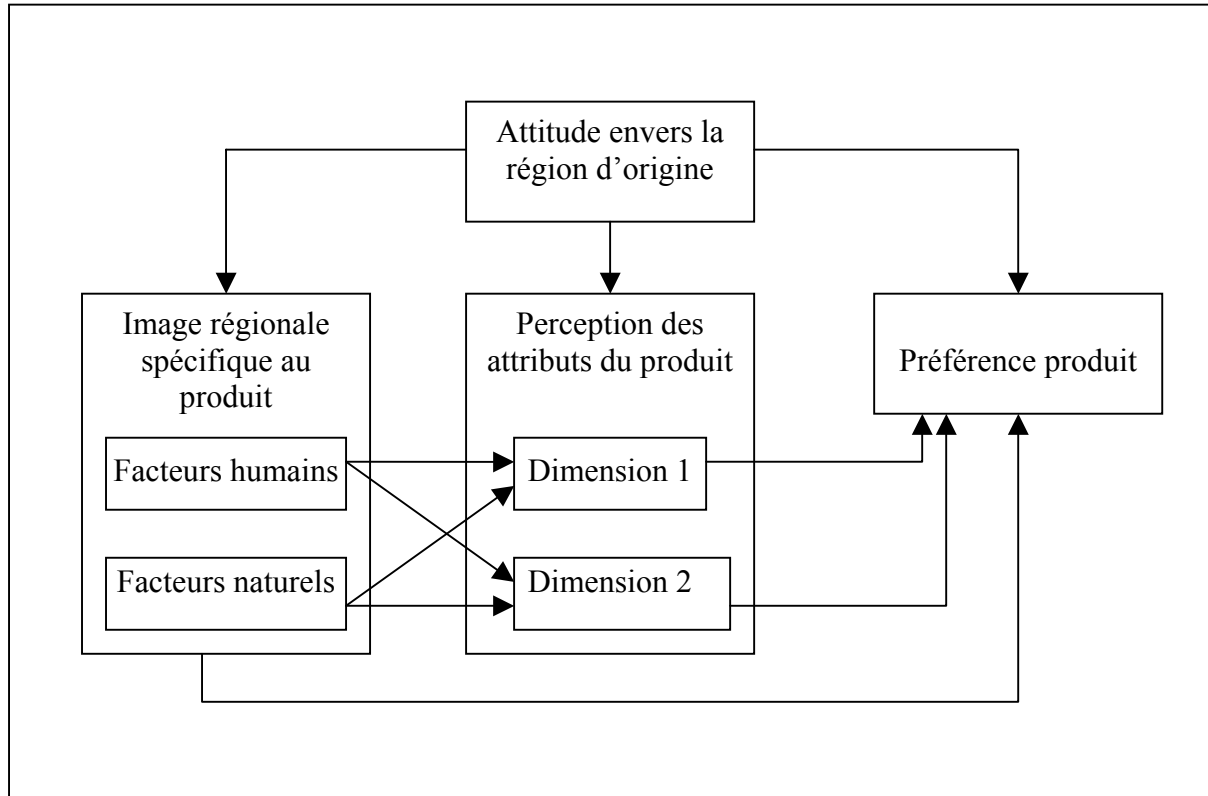 Attitude envers la
région d’origine
Image régionale
spécifique au
produit
Facteurs humains
Facteurs naturels
Perception des
attributs du produit
Dimension 1
Dimension 2
Préférence produit